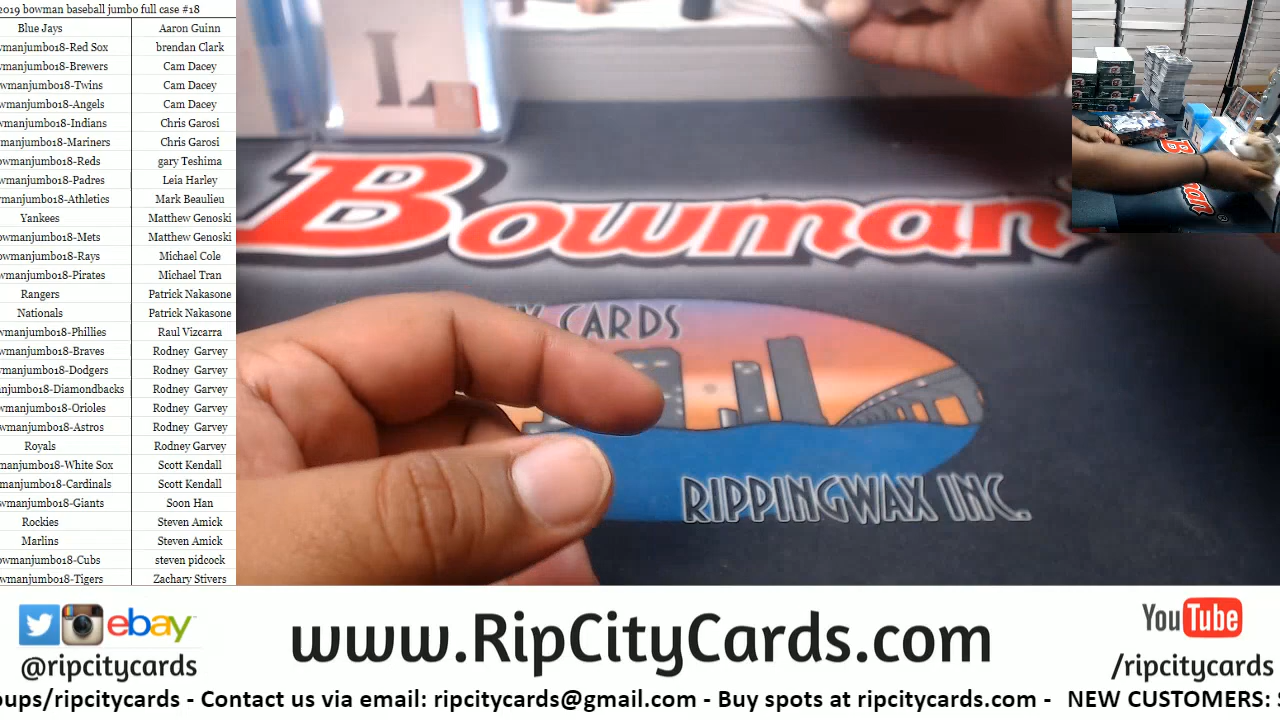 2019 bowman baseball jumbo full case #18
Blue Jays Aaron Guinn
wmanjumbo18-Red Sox brendan Clark
wmanjumbo18-Brewers Cam Dacey
wmanjumbo18-Twins Cam Dacey
wmanjumbo18-Angels Cam Dacey
wmanjumbo18-Indians Chris Garosi
manjumbo18-Mariners Chris Garosi
owmanjumbo18-Reds gary Teshima
wmanjumbo18-Padres Leia Harley
manjumbo18-Athletics Mark Beaulieu
Yankees Matthew Genoski
owmanjumbo18-Mets Matthew Genoski
owmanjumbo18-Rays Michael Cole
wmanjumbo18-Pirates Michael Tran
Rangers Patrick Nakasone
Nationals Patrick Nakasone
wmanjumbo18-Phillies Raul Vizcarra
wmanjumbo18-Braves Rodney Garvey
wmanjumbo18-Dodgers Rodney Garvey
anjumbo18-Diamondbacks Rodney Garvey
wmanjumbo18-Orioles Rodney Garvey
wmanjumbo18-Astros Rodney Garvey
Royals Rodney Garvey
manjumbo18-White Sox Scott Kendall
manjumbo18-Cardinals Scott Kendall
wmanjumbo18-Giants Soon Han
Rockies Steven Amick
Marlins Steven Amick
owmanjumbo18-Cubs steven pidcock
wmanjumbo18-Tigers Zachary Stivers
Bowman
CARDS
RIPPINGWAX INC.
ebay
@ripcitycards
www.RipCityCards.com
YouTube
/ripcitycards
oups/ripcitycards - Contact us via email: ripcitycards@gmail.com - Buy spots at ripcitycards.com - NEW CUSTOMERS: